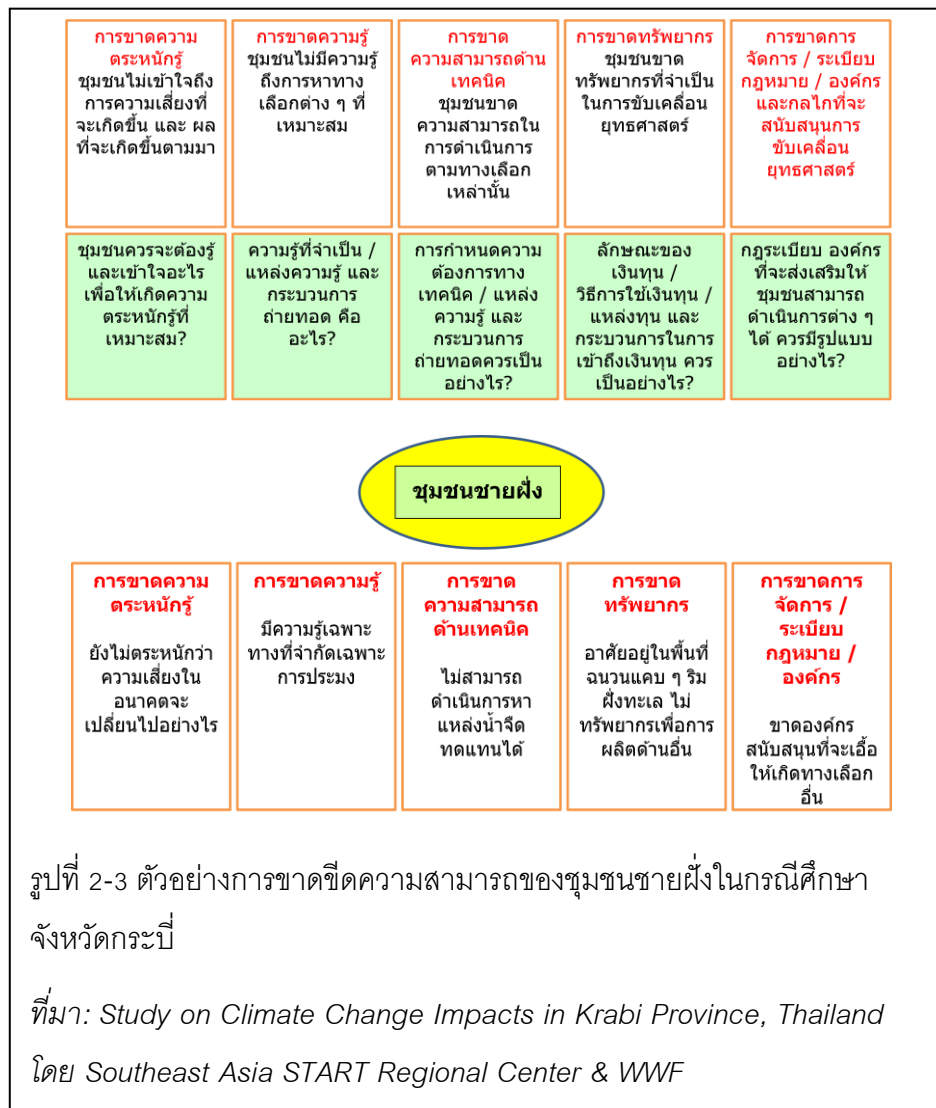 การขาดความ
ตระหนักรู้
ชุมชนไม่เข้าใจถึง
การความเสี่ยงที่
จะเกิดขึ้น และ ผล
ที่จะเกิดขึ้นตามมา
การขาดความรู้
ชุมชนไม่มีความรู้
ถึงการหาทาง
เลือกต่าง ๆ ที่
เหมาะสม
การขาด
ความสามารถด้าน
เทคนิค
ชุมชนขาด
ความสามารถใน
การดำเนินการ
ตามทางเลือก
เหล่านั้น
การขาดทรัพยากร
ชุมชนขาด
ทรัพยากรที่จำเป็น
ในการขับเคลื่อน
ยุทธศาสตร์
การขาดการ
จัดการ / ระเบียบ
กฎหมาย / องค์กร
และกลไกที่จะ
สนับสนุนการ
ขับเคลื่อน
ยุทธศาสตร์
ชุมชนควรจะต้องรู้
และเข้าใจอะไร
เพื่อให้เกิดความ
ตระหนักรู้ที่
เหมาะสม?
ความรู้ที่จำเป็น /
แหล่งความรู้ และ
กระบวนการ
ถ่ายทอด คือ
อะไร?
การกำหนดความ
ต้องการทาง
เทคนิค / แหล่ง
ความรู้ และ
กระบวนการ
ถ่ายทอดควรเป็น
อย่างไร?
ลักษณะของ
เงินทุน /
วิธีการใช้เงินทุน /
แหล่งทุน และ
กระบวนการในการ
เข้าถึงเงินทุน ควร
เป็นอย่างไร?
กฎระเบียบ องค์กร
ที่จะส่งเสริมให้
ชุมชนสามารถ
ดำเนินการต่าง ๆ
ได้ ควรมีรูปแบบ
อย่างไร?
ชุมชนชายฝั่ง
การขาดความ
ตระหนักรู้
ยังไม่ตระหนักว่า
ความเสี่ยงใน
อนาคตจะ
เปลี่ยนไปอย่างไร
การขาดความรู้
มีความรู้เฉพาะ
ทางที่จำกัดเฉพาะ
การประมง
การขาด
ความสามารถ
ด้านเทคนิค
ไม่สามารถ
ดำเนินการหา
แหล่งน้ำจืด
ทดแทนได้
การขาด
ทรัพยากร
อาศัยอยู่ในพื้นที่
ฉนวนแคบ ๆ ริม
ฝั่งทะเล ไม่
ทรัพยากรเพื่อการ
ผลิตด้านอื่น
การขาดการ
จัดการ /
ระเบียบ
กฎหมาย /
องค์กร
ขาดองค์กร
สนับสนุนที่จะเอื้อ
ให้เกิดทางเลือก
อื่น
รูปที่ 2-3 ตัวอย่างการขาดขีดความสามารถของชุมชนชายฝั่งในกรณีศึกษา
จังหวัดกระบี่
ที่มา: Study on Climate Change Impacts in Krabi Province, Thailand
โดย Southeast Asia START Regional Center & WWF